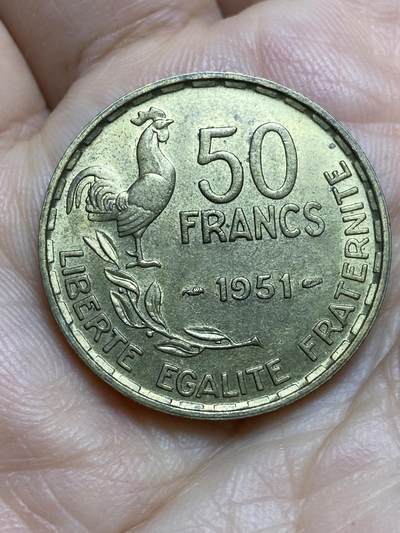 50
FRANCS
1951
LIBERTE EGALITE FRATERNITE